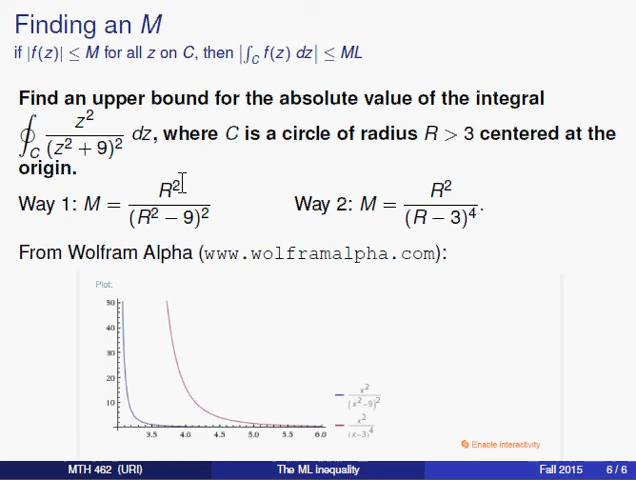 Finding an M
if |f(z)| ≤ M for all z on C, then |∫_C f(z) dz| ≤ ML
Find an upper bound for the absolute value of the integral
∮_C z²/(z² + 9)² dz, where C is a circle of radius R > 3 centered at the
origin.
Way 1: M = R²/(R² − 9)² Way 2: M = R²/(R − 3)⁴.
From Wolfram Alpha (www.wolframalpha.com):
Plot:
50
40
30
20
10
3.5 4.0 4.5 5.0 5.5 6.0
x²/(x²−9)²
x²/(x−3)⁴
Enable interactivity
MTH 462 (URI) The ML inequality Fall 2015 6 / 6